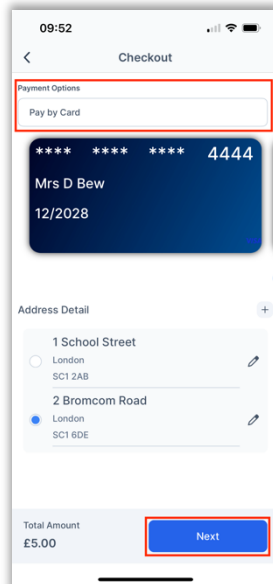 09:52
Checkout
Payment Options
Pay by Card
**** **** **** 4444
Mrs D Bew
12/2028
Address Detail
1 School Street
London
SC1 2AB
2 Bromcom Road
London
SC1 6DE
Total Amount
£5.00
Next